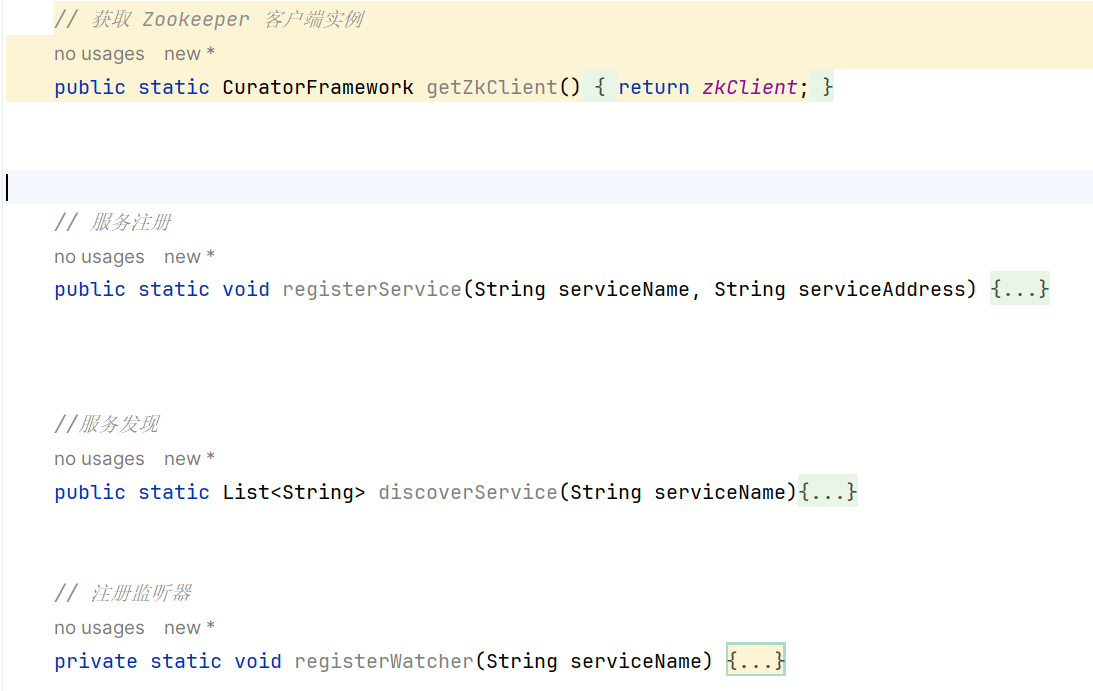 // 获取 Zookeeper 客户端实例
no usages new *
public static CuratorFramework getZkClient() { return zkClient; }
// 服务注册
no usages new *
public static void registerService(String serviceName, String serviceAddress) {...}
//服务发现
no usages new *
public static List<String> discoverService(String serviceName){...}
// 注册监听器
no usages new *
private static void registerWatcher(String serviceName) {...}